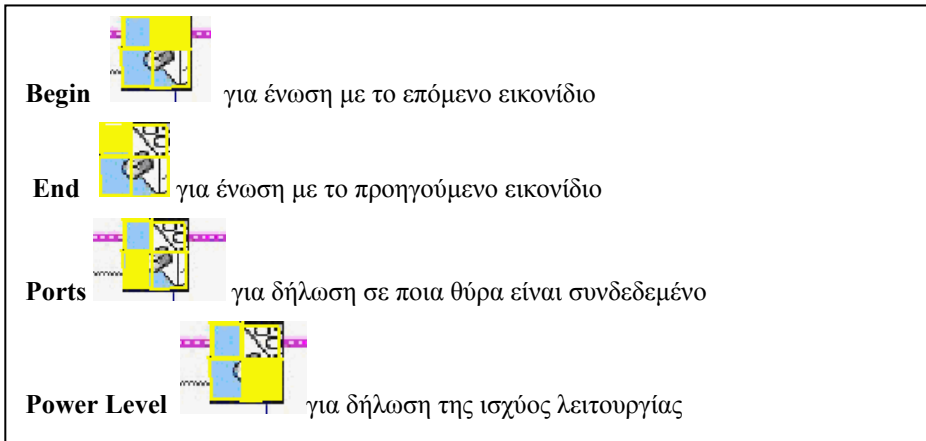 Begin για ένωση με το επόμενο εικονίδιο
End για ένωση με το προηγούμενο εικονίδιο
Ports για δήλωση σε ποια θύρα είναι συνδεδεμένο
Power Level για δήλωση της ισχύος λειτουργίας